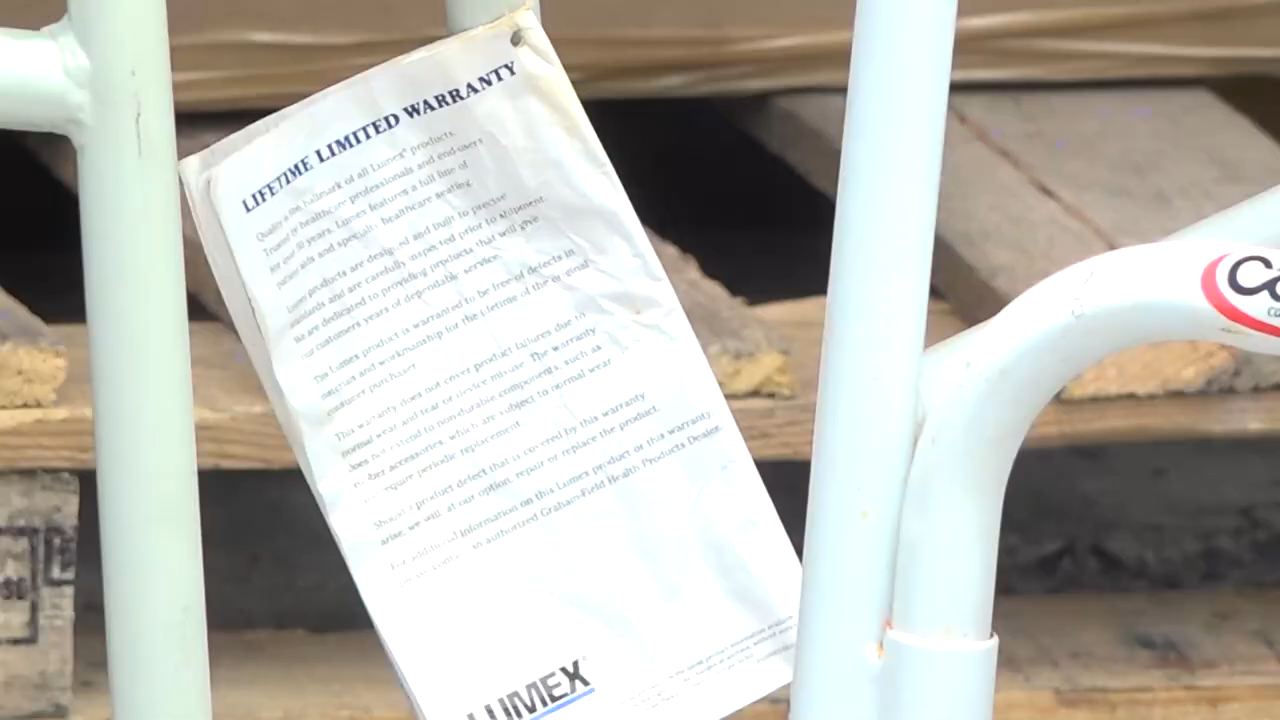 LIFETIME LIMITED WARRANTY
Quality is the hallmark of all Lumex® products.
Trusted by healthcare professionals and end-users
for over 50 years, Lumex features a full line of
patient aids and specialty healthcare seating.
Lumex products are designed and built to precise
standards and are carefully inspected prior to shipment.
We are dedicated to providing products that will give
our customers years of dependable service.
This Lumex product is warranted to be free of defects in
materials and workmanship for the lifetime of the original
consumer purchaser.
This warranty does not cover product failures due to
normal wear and tear or device misuse. The warranty
does not extend to non-durable components, such as
rubber accessories, which are subject to normal wear
and require periodic replacement.
Should a product defect that is covered by this warranty
arise, we will, at our option, repair or replace the product.
For additional information on this Lumex product or this warranty
please contact an authorized Graham-Field Health Products Dealer.
LUMEX